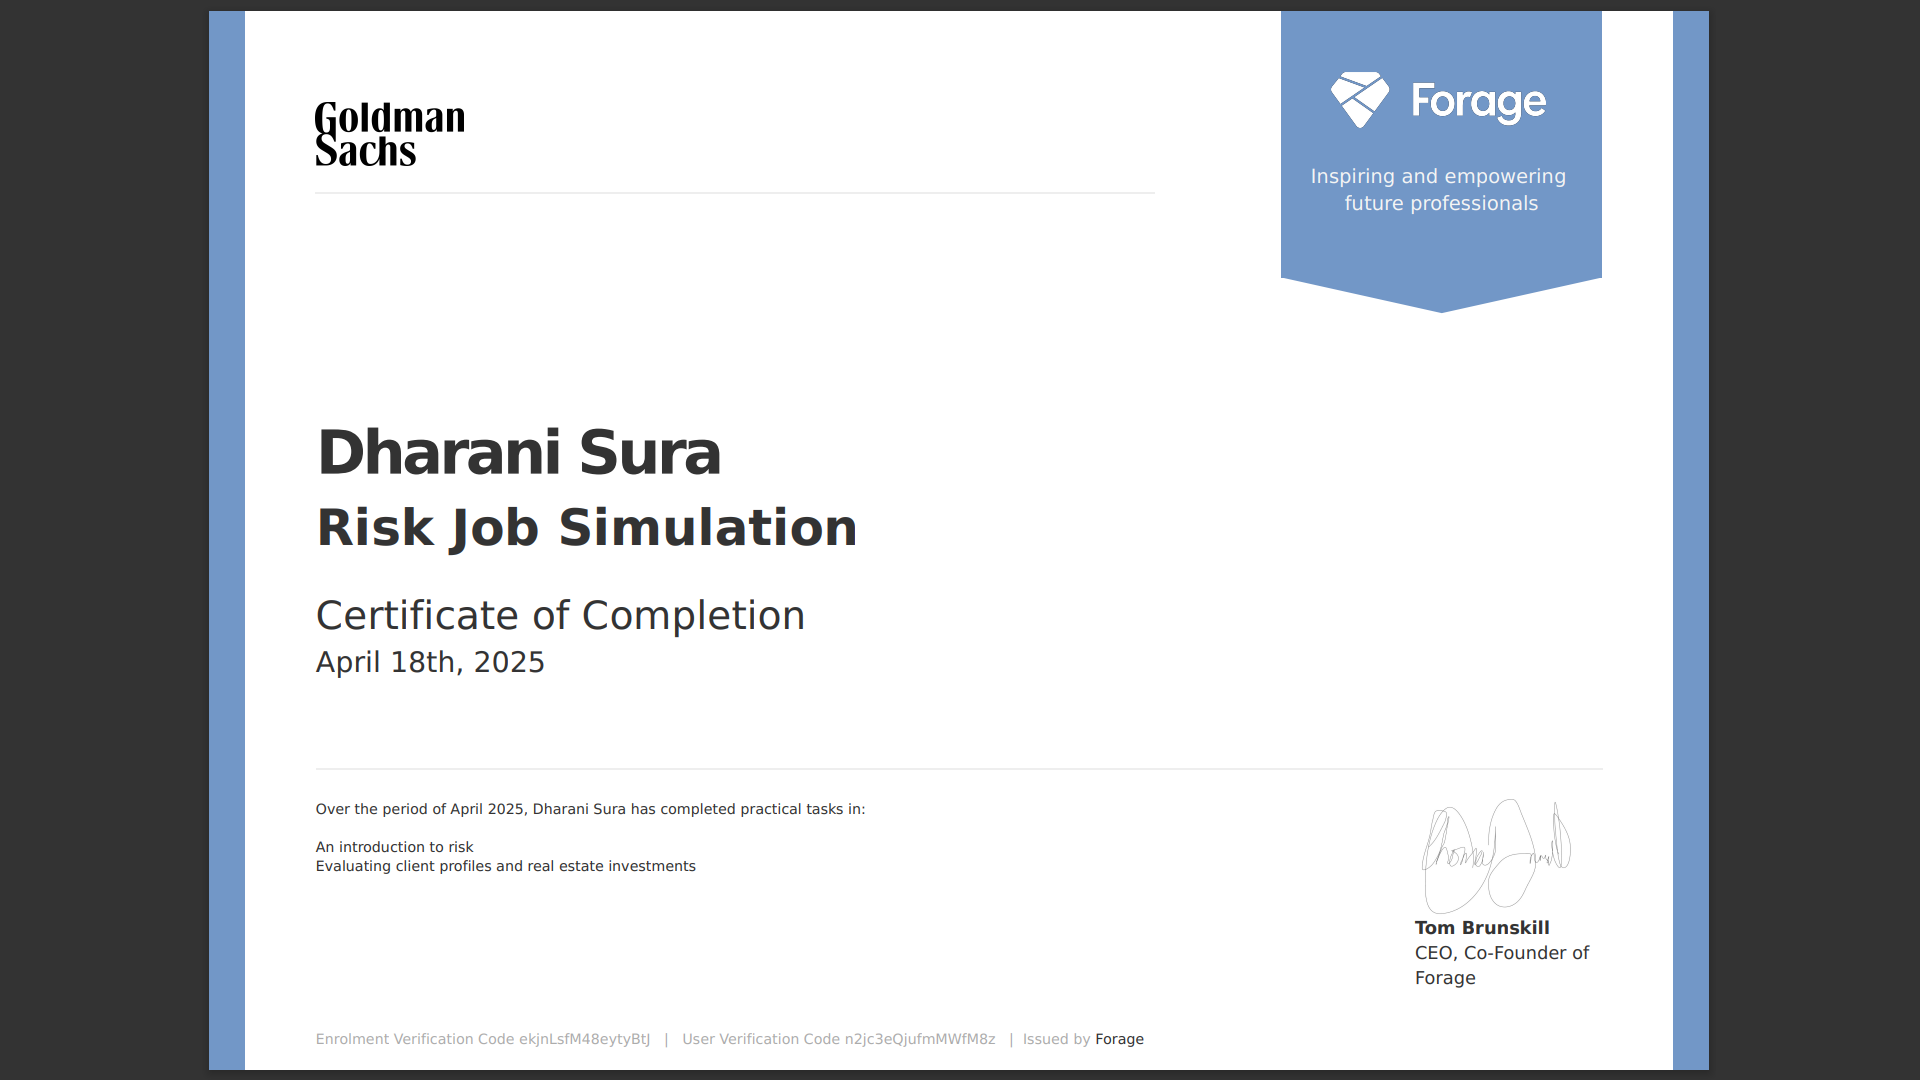 Goldman
Sachs
Forage
Inspiring and empowering
future professionals
Dharani Sura
Risk Job Simulation
Certificate of Completion
April 18th, 2025
Over the period of April 2025, Dharani Sura has completed practical tasks in:
An introduction to risk
Evaluating client profiles and real estate investments
Tom Brunskill
CEO, Co-Founder of
Forage
Enrolment Verification Code ekjnLsfM48eytyBtJ | User Verification Code n2jc3eQjufmMWfM8z | Issued by Forage